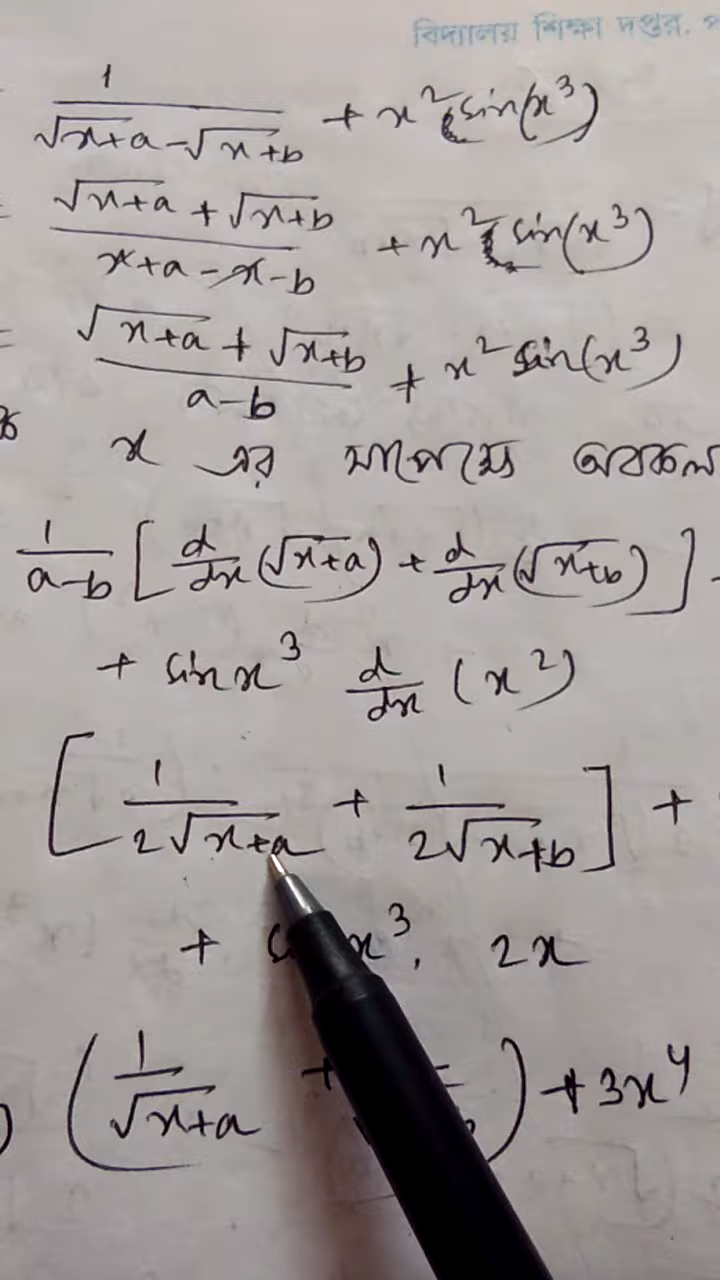 বিদ্যালয় শিক্ষা দপ্তর.
1/(√(x+a) - √(x+b)) + x² (sin(x³))
= (√(x+a) + √(x+b))/(x+a-x-b) + x² (sin(x³))
= (√(x+a) + √(x+b))/(a-b) + x² sin(x³)
x এর সাপেক্ষে অবকল
1/(a-b) [d/dx (√(x+a)) + d/dx (√(x+b))]
+ sin x³ d/dx (x²)
[1/(2√(x+a)) + 1/(2√(x+b))] +
+ x³. 2x
(1/√(x+a) + ) + 3x⁴